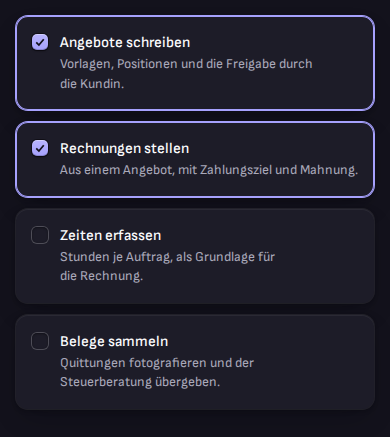 Angebote schreiben
Vorlagen, Positionen und die Freigabe durch
die Kundin.
Rechnungen stellen
Aus einem Angebot, mit Zahlungsziel und Mahnung.
Zeiten erfassen
Stunden je Auftrag, als Grundlage für
die Rechnung.
Belege sammeln
Quittungen fotografieren und der
Steuerberatung übergeben.